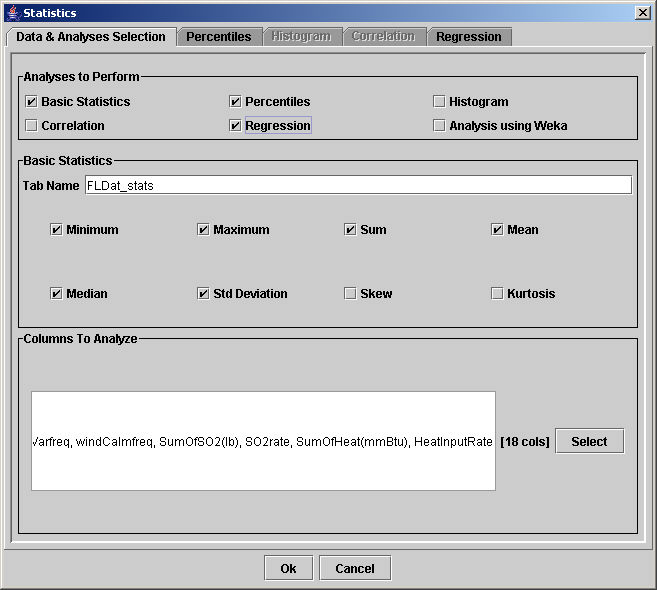 Statistics
Data & Analyses Selection Percentiles Histogram Correlation Regression
Analyses to Perform
Basic Statistics Percentiles Histogram
Correlation Regression Analysis using Weka
Basic Statistics
Tab Name FLDat_stats
Minimum Maximum Sum Mean
Median Std Deviation Skew Kurtosis
Columns To Analyze
Varfreq, windCalmfreq, SumOfSO2(lb), SO2rate, SumOfHeat(mmBtu), HeatInputRate [18 cols] Select
Ok Cancel